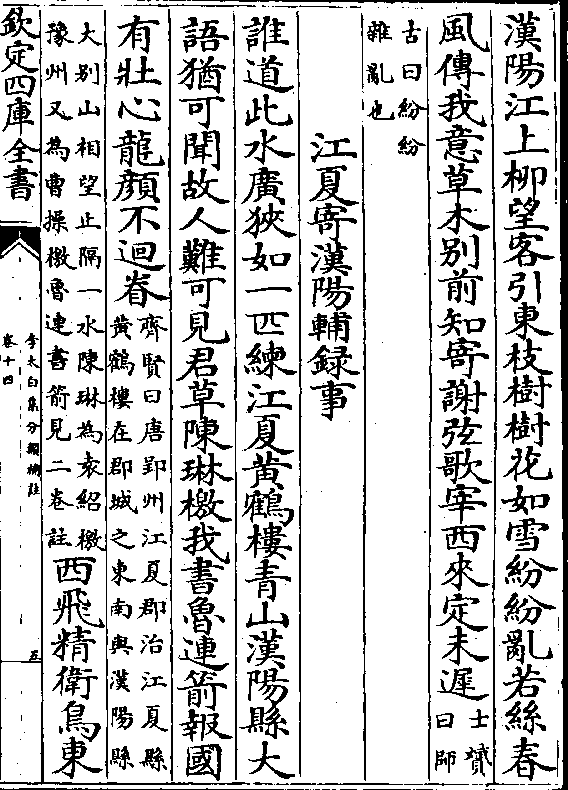 漢陽江上柳望客引東枝樹樹花如雪紛紛亂若絲春
風傳我意草木别前知寄謝弦歌宰西來定未遲士贇曰師
古曰紛紛
雜亂也
江夏寄漢陽輔録事
誰道此水廣狹如一匹練江夏黄鶴樓青山漢陽縣大
語猶可聞故人難可見君草陳琳檄我書魯連箭報國
有壯心龍顔不迴眷齊賢曰唐鄂州江夏郡治江夏縣
黄鶴樓在郡城之東南與漢陽縣
大别山相望止隔一水陳琳為袁紹檄
豫州又為曹操檄魯連書箭見二卷註西飛精衛鳥東
欽定四庫全書
李太白集分類補註
卷十四
五